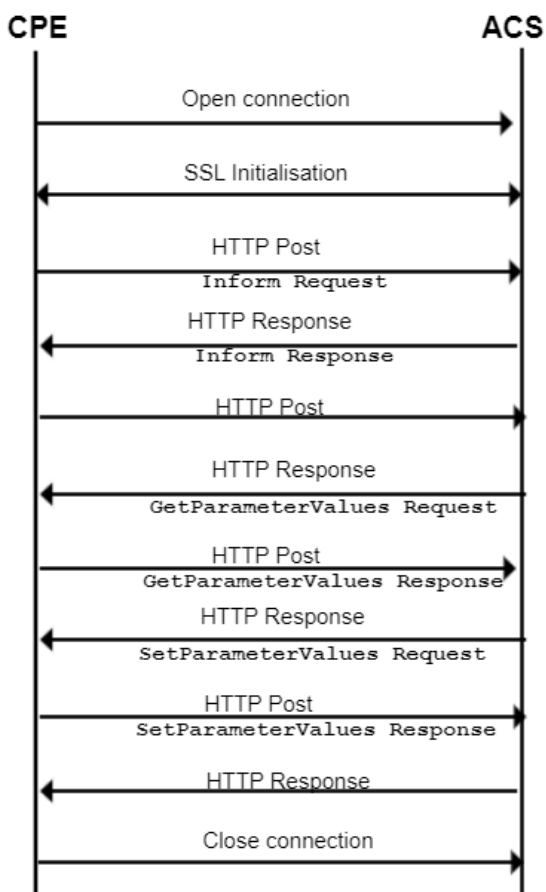 CPE ACS
Open connection
SSL Initialisation
HTTP Post
Inform Request
HTTP Response
Inform Response
HTTP Post
HTTP Response
GetParameterValues Request
HTTP Post
GetParameterValues Response
HTTP Response
SetParameterValues Request
HTTP Post
SetParameterValues Response
HTTP Response
Close connection